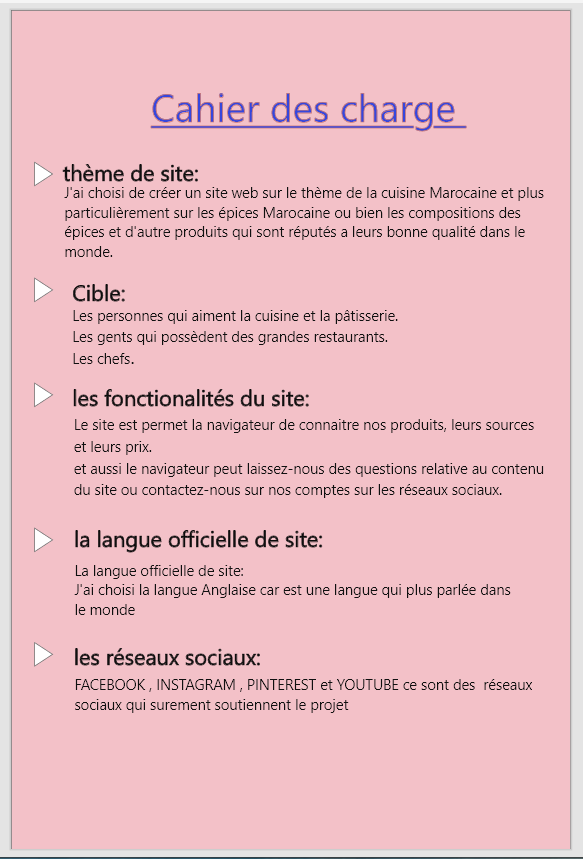 Cahier des charge
thème de site:
J'ai choisi de créer un site web sur le thème de la cuisine Marocaine et plus
particulièrement sur les épices Marocaine ou bien les compositions des
épices et d'autre produits qui sont réputés a leurs bonne qualité dans le
monde.
Cible:
Les personnes qui aiment la cuisine et la pâtisserie.
Les gents qui possèdent des grandes restaurants.
Les chefs.
les fonctionalités du site:
Le site est permet la navigateur de connaitre nos produits, leurs sources
et leurs prix.
et aussi le navigateur peut laissez-nous des questions relative au contenu
du site ou contactez-nous sur nos comptes sur les réseaux sociaux.
la langue officielle de site:
La langue officielle de site:
J'ai choisi la langue Anglaise car est une langue qui plus parlée dans
le monde
les réseaux sociaux:
FACEBOOK , INSTAGRAM , PINTEREST et YOUTUBE ce sont des  réseaux
sociaux qui surement soutiennent le projet